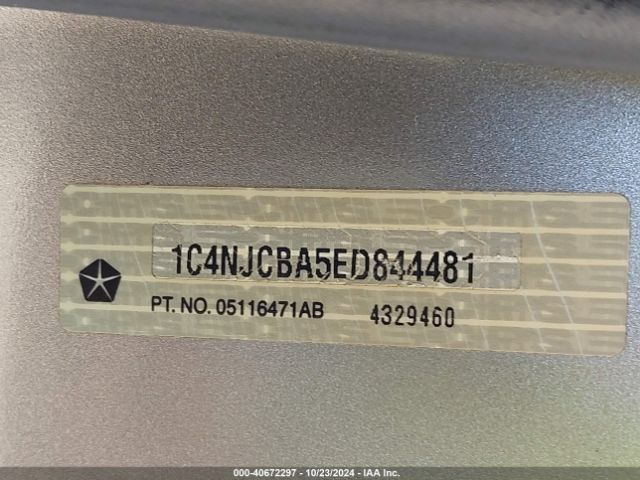 1C4NJCBA5ED844481
PT. NO. 05116471AB 4329460
000-40672297 - 10/23/2024 - IAA Inc.